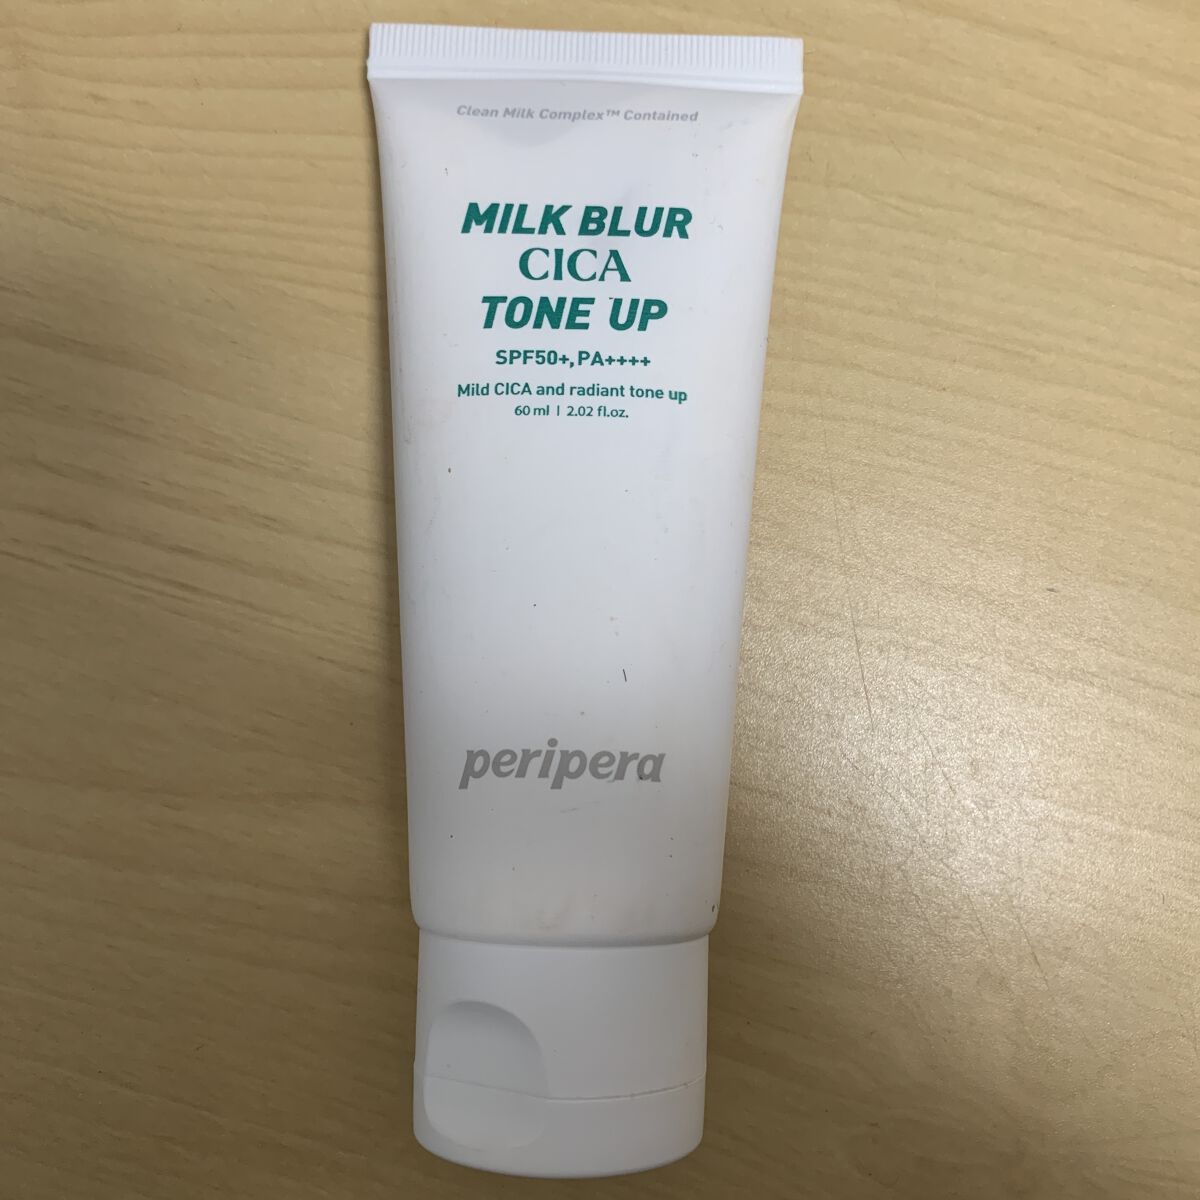 Clean Milk Complex™ Contained
MILK BLUR
CICA
TONE UP
SPF50+, PA++++
Mild CICA and radiant tone up
60 ml | 2.02 fl.oz.
peripera